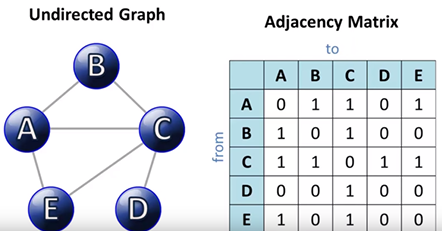 Undirected Graph
B
A
C
E
D
Adjacency Matrix
to
from
A B C D E
A 0 1 1 0 1
B 1 0 1 0 0
C 1 1 0 1 1
D 0 0 1 0 0
E 1 0 1 0 0